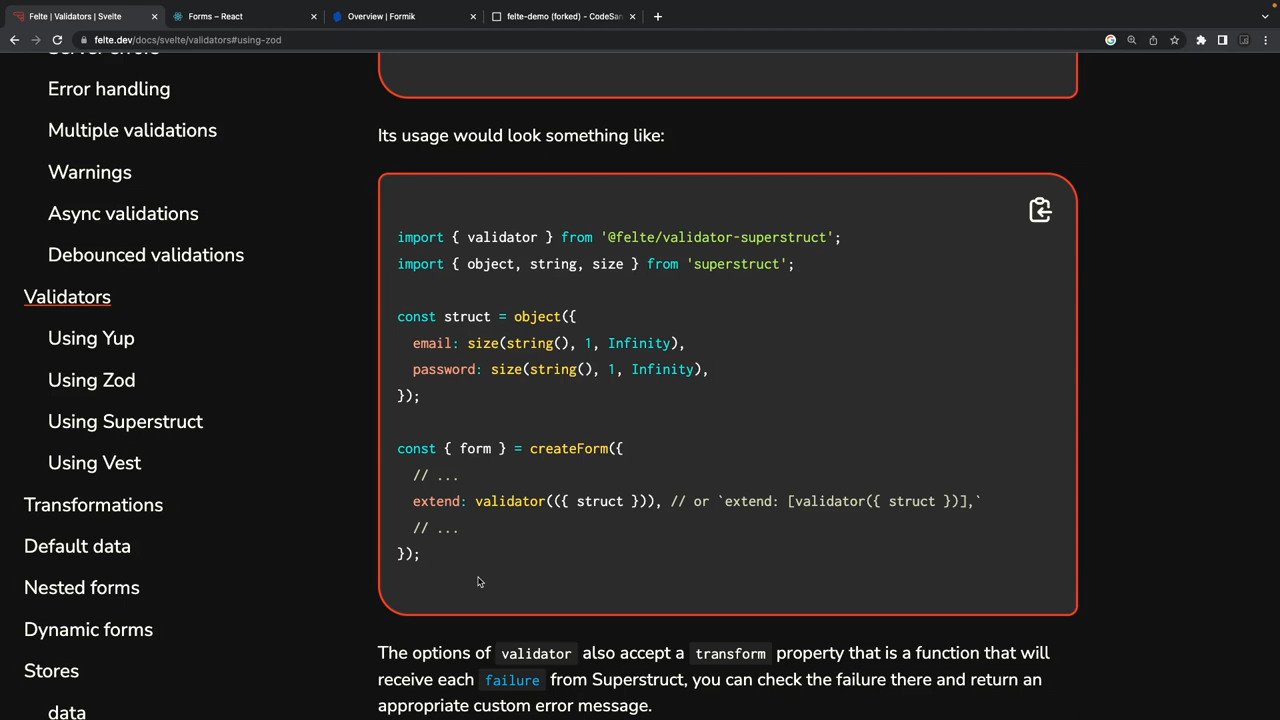 Felte | Validators | Svelte
Forms – React
Overview | Formik
felte-demo (forked) - CodeSan
felte.dev/docs/svelte/validators#using-zod
Server errors
Error handling
Multiple validations
Warnings
Async validations
Debounced validations
Validators
Using Yup
Using Zod
Using Superstruct
Using Vest
Transformations
Default data
Nested forms
Dynamic forms
Stores
data
Its usage would look something like:
import { validator } from '@felte/validator-superstruct';
import { object, string, size } from 'superstruct';
const struct = object({
email: size(string(), 1, Infinity),
password: size(string(), 1, Infinity),
});
const { form } = createForm({
// ...
extend: validator(({ struct })), // or `extend: [validator({ struct })],`
// ...
});
The options of validator also accept a transform property that is a function that will
receive each failure from Superstruct, you can check the failure there and return an
appropriate custom error message.